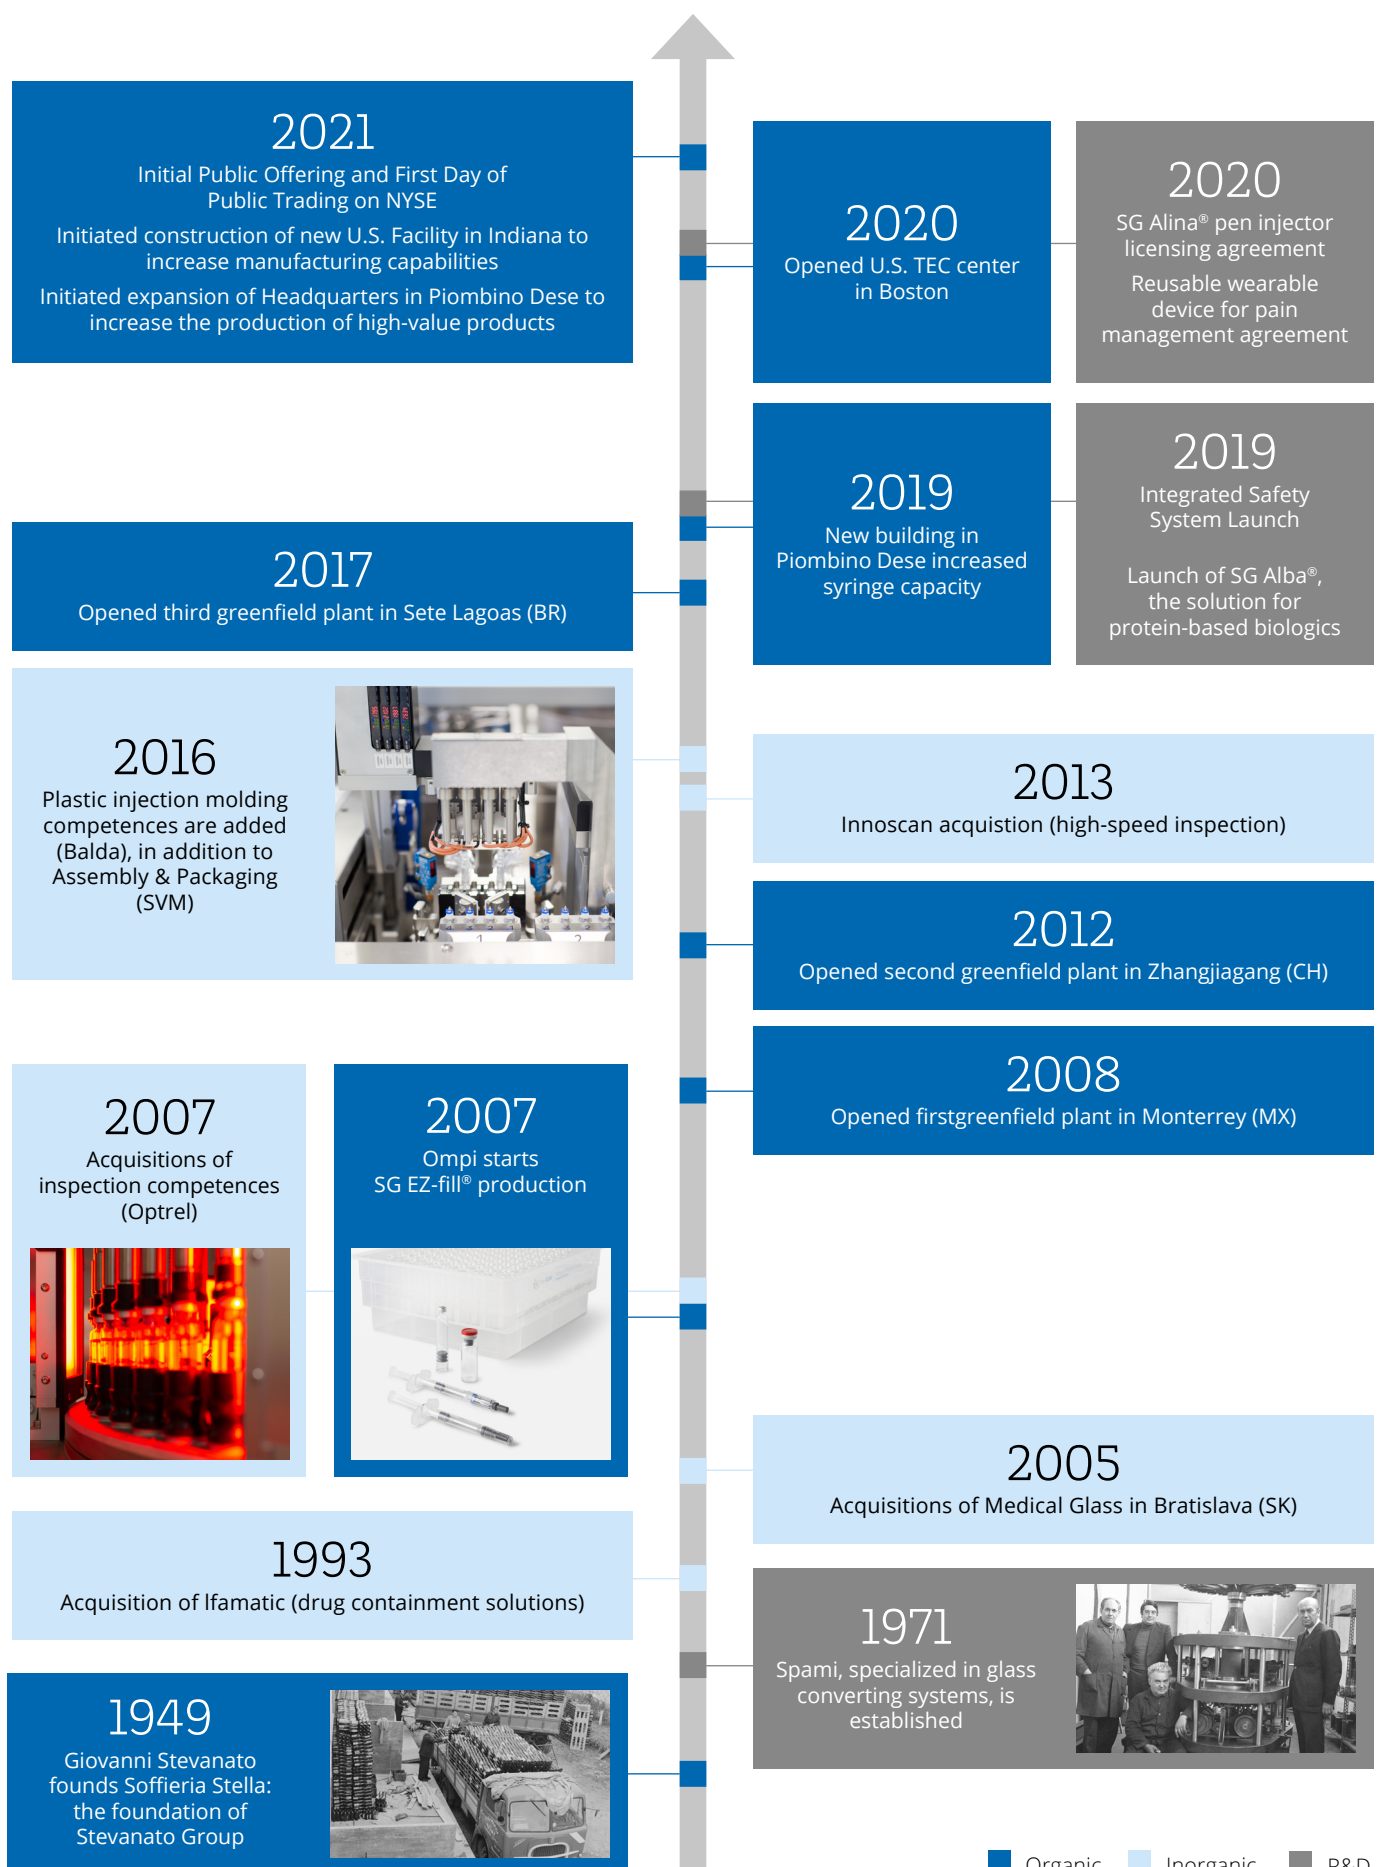 2021
Initial Public Offering and First Day of
Public Trading on NYSE
Initiated construction of new U.S. Facility in Indiana to
increase manufacturing capabilities
Initiated expansion of Headquarters in Piombino Dese to
increase the production of high-value products
2020
Opened U.S. TEC center
in Boston
2020
SG Alina® pen injector
licensing agreement
Reusable wearable
device for pain
management agreement
2019
New building in
Piombino Dese increased
syringe capacity
2019
Integrated Safety
System Launch
Launch of SG Alba®,
the solution for
protein-based biologics
2017
Opened third greenfield plant in Sete Lagoas (BR)
2016
Plastic injection molding
competences are added
(Balda), in addition to
Assembly & Packaging
(SVM)
1
2
2013
Innoscan acquistion (high-speed inspection)
2012
Opened second greenfield plant in Zhangjiagang (CH)
2008
Opened firstgreenfield plant in Monterrey (MX)
2007
Acquisitions of
inspection competences
(Optrel)
2007
Ompi starts
SG EZ-fill® production
2005
Acquisitions of Medical Glass in Bratislava (SK)
1993
Acquisition of lfamatic (drug containment solutions)
1971
Spami, specialized in glass
converting systems, is
established
1949
Giovanni Stevanato
founds Soffieria Stella:
the foundation of
Stevanato Group
Organic
Inorganic
R&D